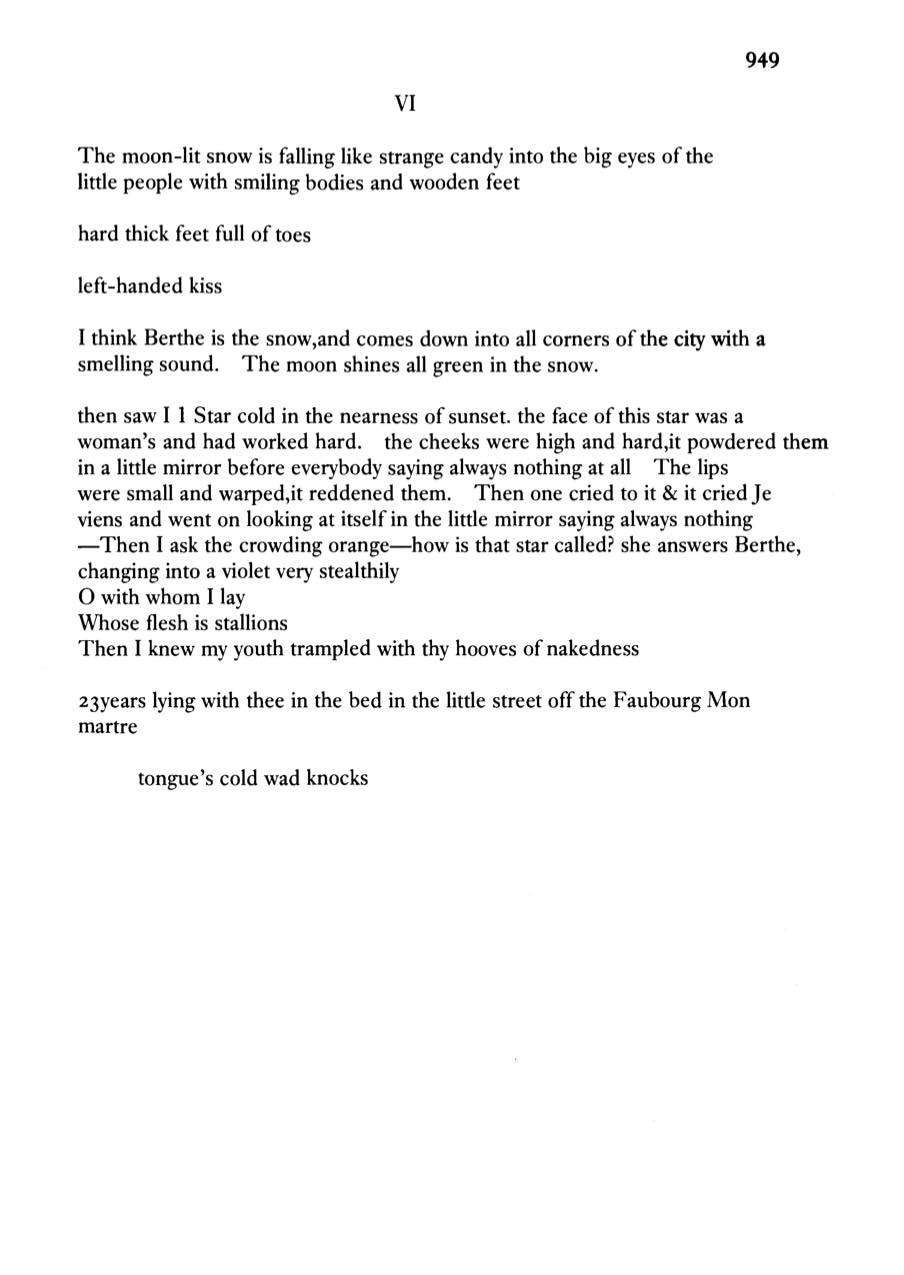 949
VI
The moon-lit snow is falling like strange candy into the big eyes of the
little people with smiling bodies and wooden feet
hard thick feet full of toes
left-handed kiss
I think Berthe is the snow,and comes down into all corners of the city with a
smelling sound.    The moon shines all green in the snow.
then saw I 1 Star cold in the nearness of sunset. the face of this star was a
woman's and had worked hard.    the cheeks were high and hard,it powdered them
in a little mirror before everybody saying always nothing at all    The lips
were small and warped,it reddened them.    Then one cried to it & it cried Je
viens and went on looking at itself in the little mirror saying always nothing
—Then I ask the crowding orange—how is that star called? she answers Berthe,
changing into a violet very stealthily
O with whom I lay
Whose flesh is stallions
Then I knew my youth trampled with thy hooves of nakedness
23years lying with thee in the bed in the little street off the Faubourg Mon
martre
tongue's cold wad knocks